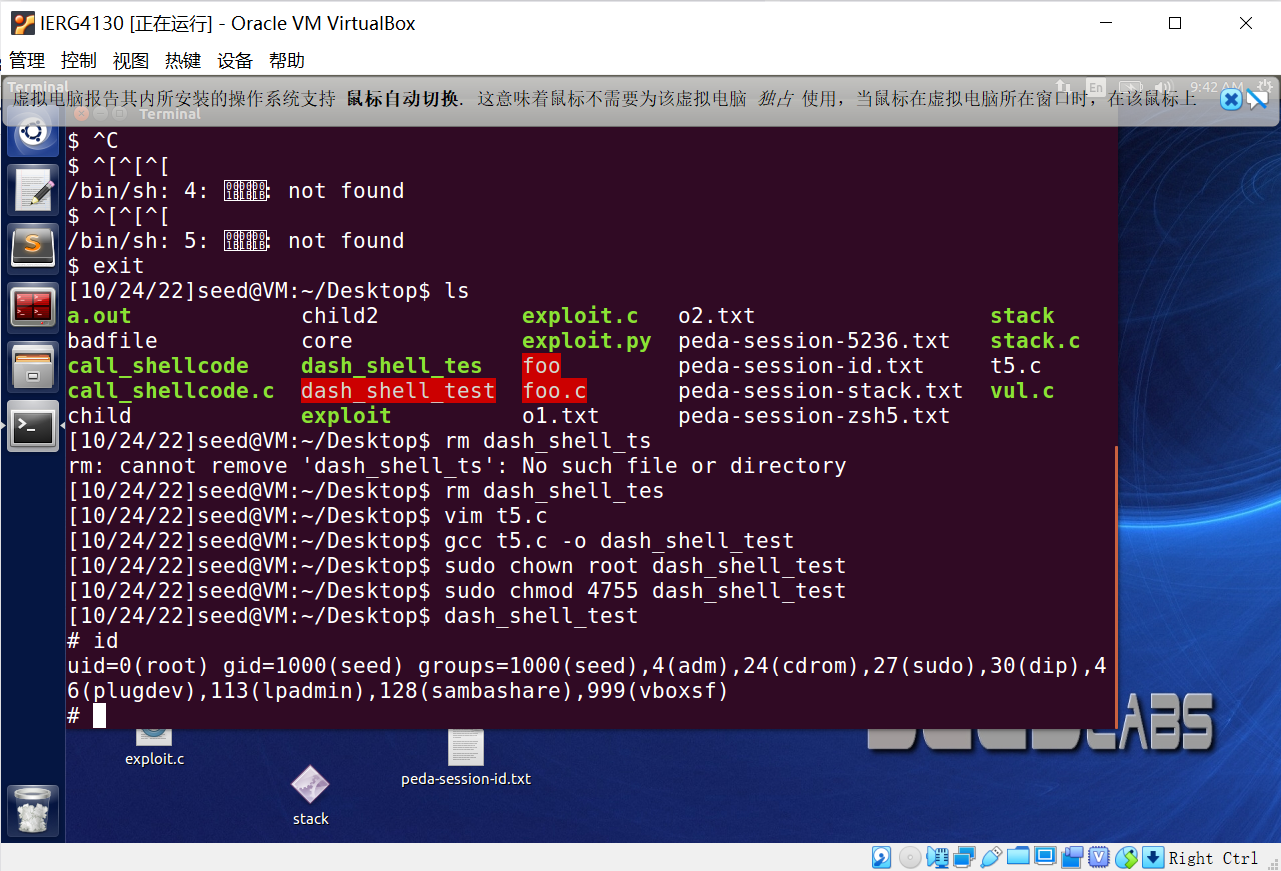 IERG4130 [正在运行] - Oracle VM VirtualBox
管理 控制 视图 热键 设备 帮助
Terminal
En
9:42 AM
虚拟电脑报告其内所安装的操作系统支持 鼠标自动切换. 这意味着鼠标不需要为该虚拟电脑 独占 使用，当鼠标在虚拟电脑所在窗口时，在该鼠标上
Terminal
$ ^C
$ ^[^[^[
/bin/sh: 4: : not found
$ ^[^[^[
/bin/sh: 5: : not found
$ exit
[10/24/22]seed@VM:~/Desktop$ ls
a.out child2 exploit.c o2.txt stack
badfile core exploit.py peda-session-5236.txt stack.c
call_shellcode dash_shell_tes foo peda-session-id.txt t5.c
call_shellcode.c dash_shell_test foo.c peda-session-stack.txt vul.c
child exploit o1.txt peda-session-zsh5.txt
[10/24/22]seed@VM:~/Desktop$ rm dash_shell_ts
rm: cannot remove 'dash_shell_ts': No such file or directory
[10/24/22]seed@VM:~/Desktop$ rm dash_shell_tes
[10/24/22]seed@VM:~/Desktop$ vim t5.c
[10/24/22]seed@VM:~/Desktop$ gcc t5.c -o dash_shell_test
[10/24/22]seed@VM:~/Desktop$ sudo chown root dash_shell_test
[10/24/22]seed@VM:~/Desktop$ sudo chmod 4755 dash_shell_test
[10/24/22]seed@VM:~/Desktop$ dash_shell_test
# id
uid=0(root) gid=1000(seed) groups=1000(seed),4(adm),24(cdrom),27(sudo),30(dip),4
6(plugdev),113(lpadmin),128(sambashare),999(vboxsf)
#
exploit.c
peda-session-id.txt
stack
Right Ctrl